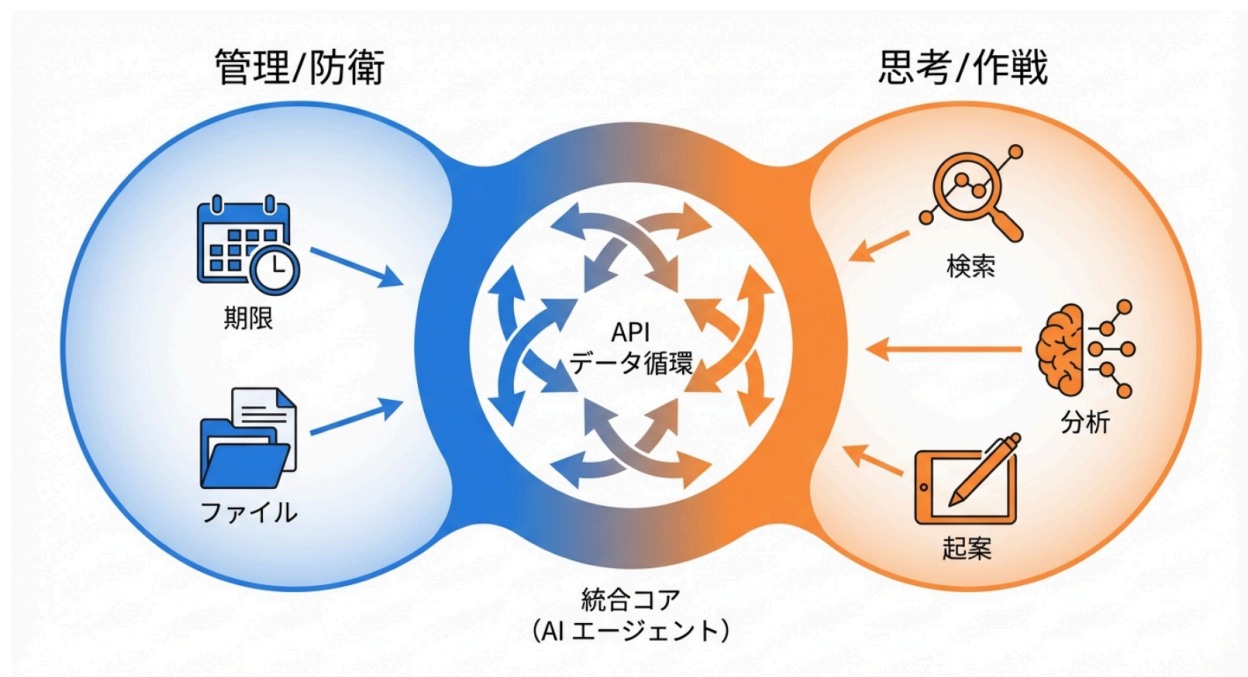 管理/防衛
思考/作戦
期限
ファイル
API
データ循環
検索
分析
起案
統合コア
（AI エージェント）